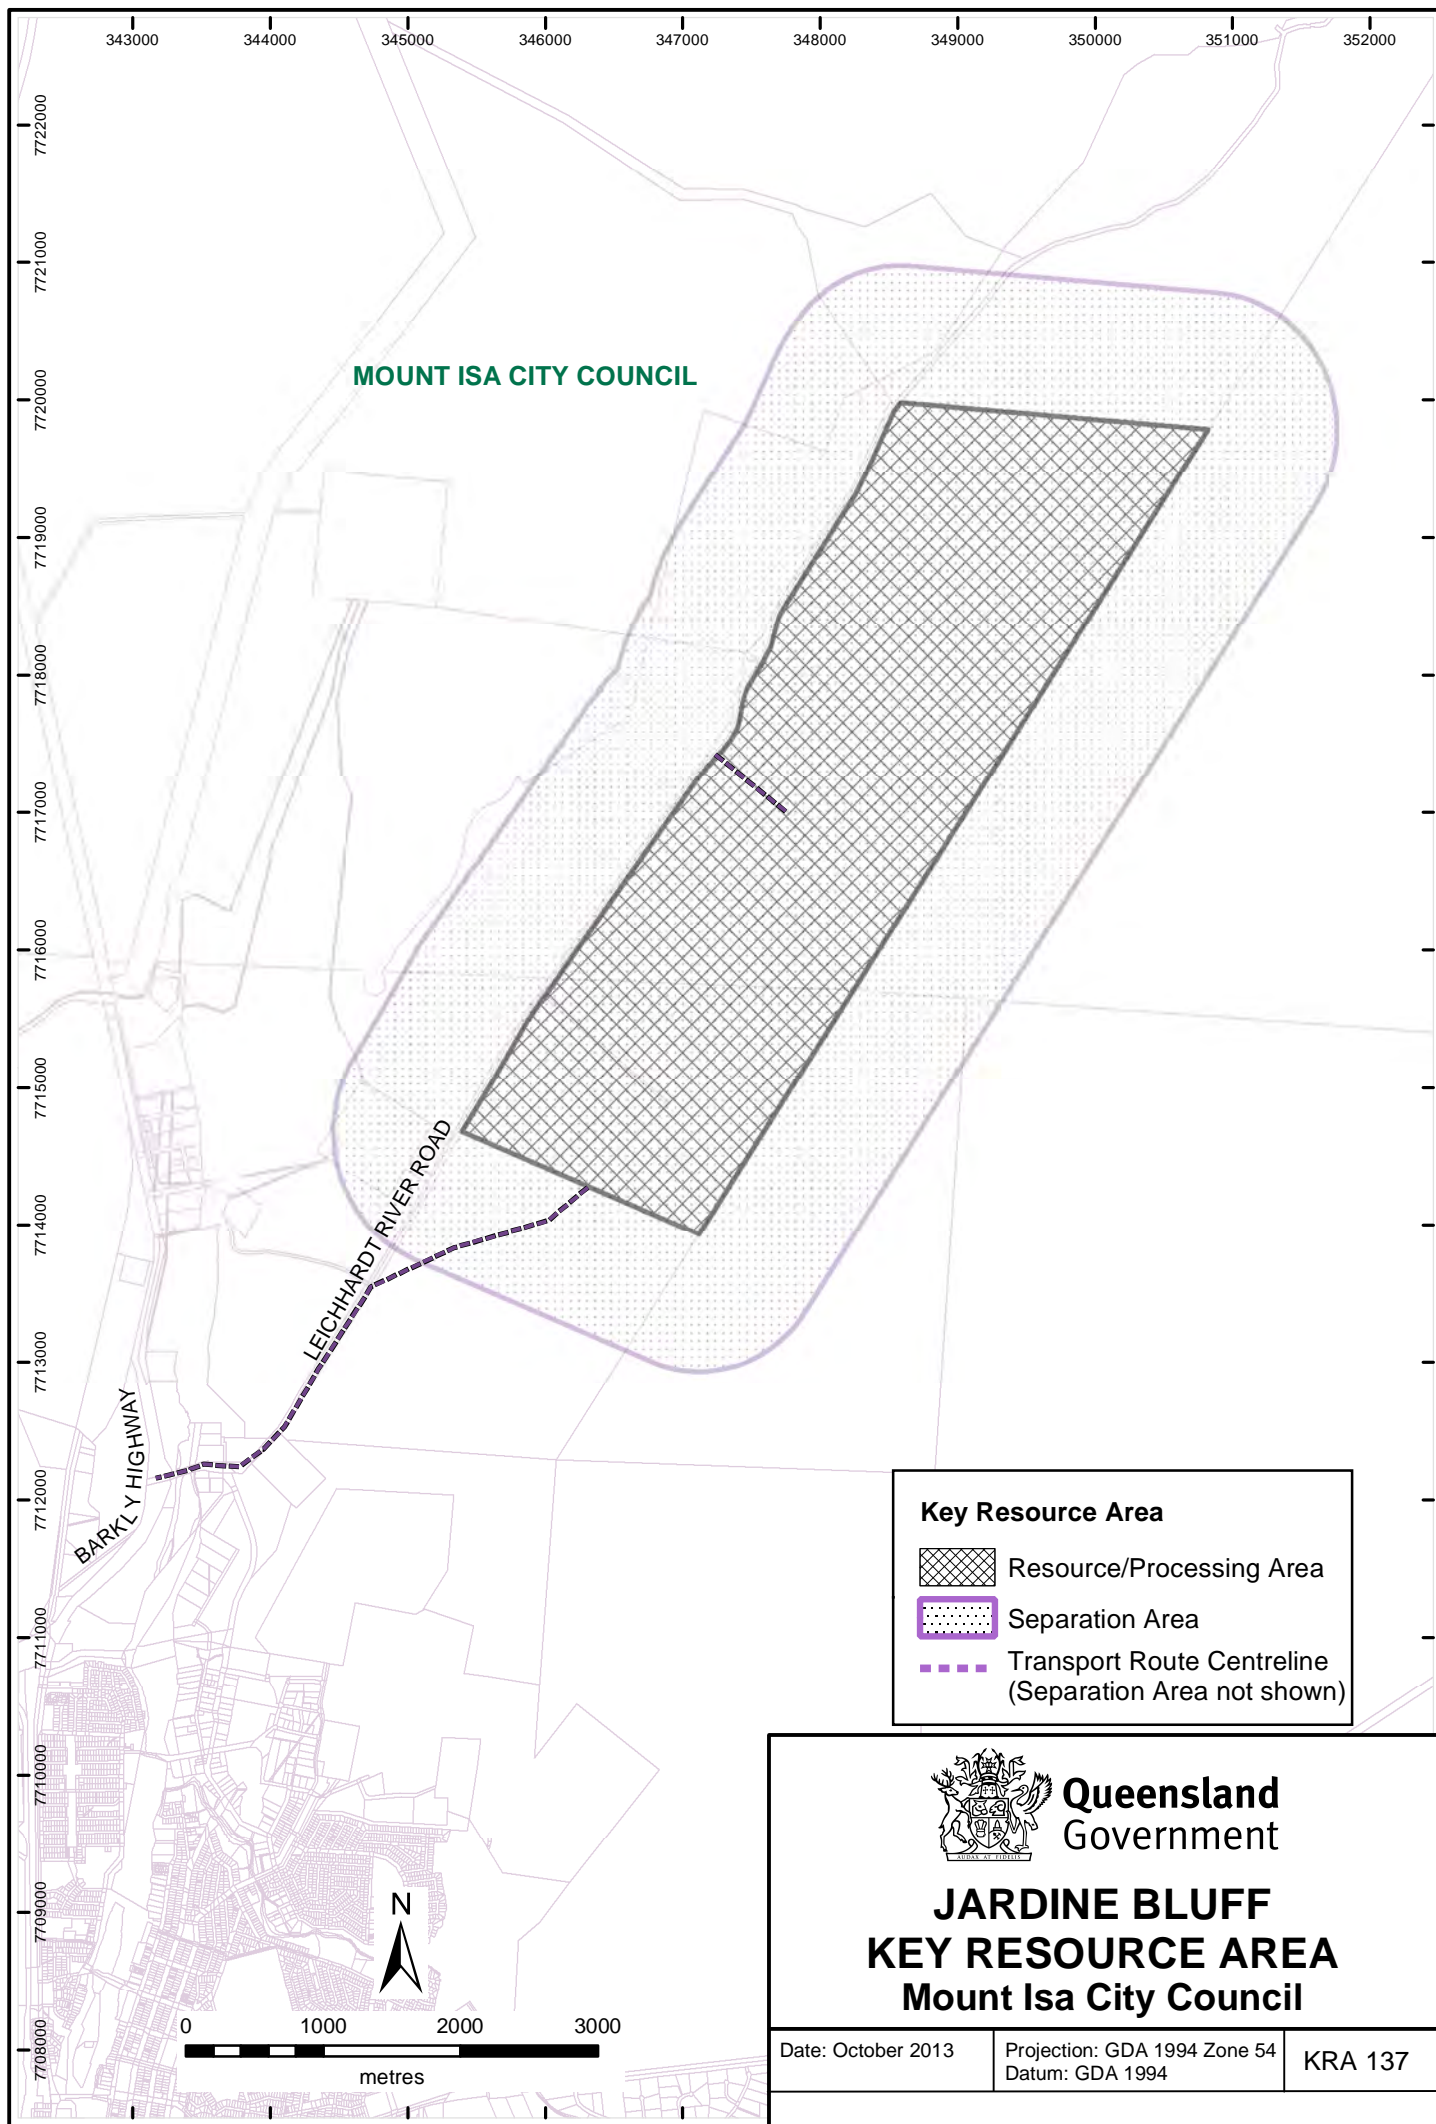 343000 344000 345000 346000 347000 348000 349000 350000 351000 352000
7722000
7721000
7720000
7719000
7718000
7717000
7716000
7715000
7714000
7713000
7712000
7711000
7710000
7709000
7708000
MOUNT ISA CITY COUNCIL
LEICHHARDT RIVER ROAD
BARKLY HIGHWAY
Key Resource Area
Resource/Processing Area
Separation Area
Transport Route Centreline
(Separation Area not shown)
N
0 1000 2000 3000
metres
AUDAX AT FIDELIS
Queensland
Government
JARDINE BLUFF
KEY RESOURCE AREA
Mount Isa City Council
Date: October 2013
Projection: GDA 1994 Zone 54
Datum: GDA 1994
KRA 137